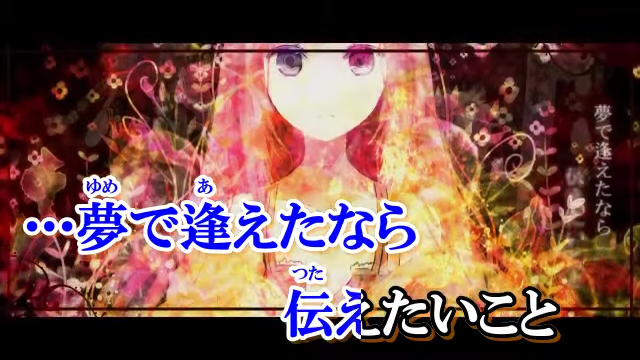 夢で逢えたなら
ゆめ あ
…夢で逢えたなら
つた
伝えたいこと